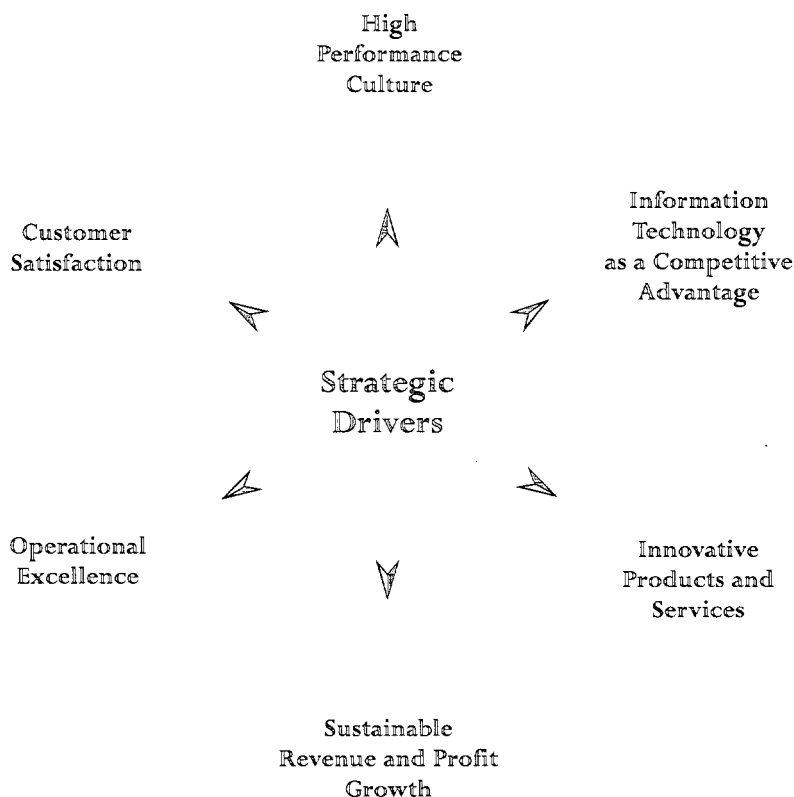 High
Performance
Culture
Information
Technology
as a Competitive
Advantage
Customer
Satisfaction
Strategic
Drivers
Operational
Excellence
Innovative
Products and
Services
Sustainable
Revenue and Profit
Growth